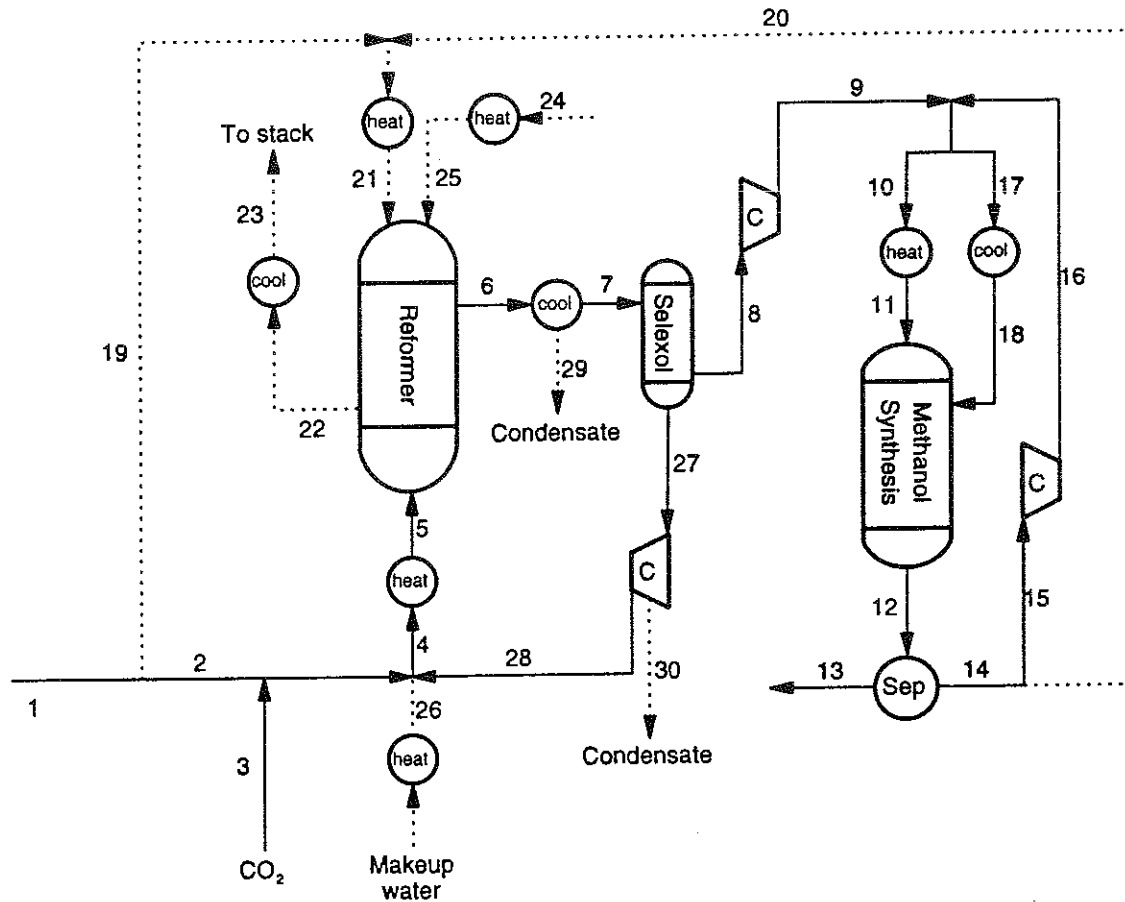 20
9
heat
heat
24
To stack
21
25
10
17
23
C
heat
cool
16
cool
6
cool
7
Selexol
8
11
18
19
Reformer
29
Methanol
Synthesis
22
Condensate
27
C
5
C
heat
12
15
4
2
28
30
13
Sep
14
1
26
3
heat
Condensate
CO₂
Makeup
water